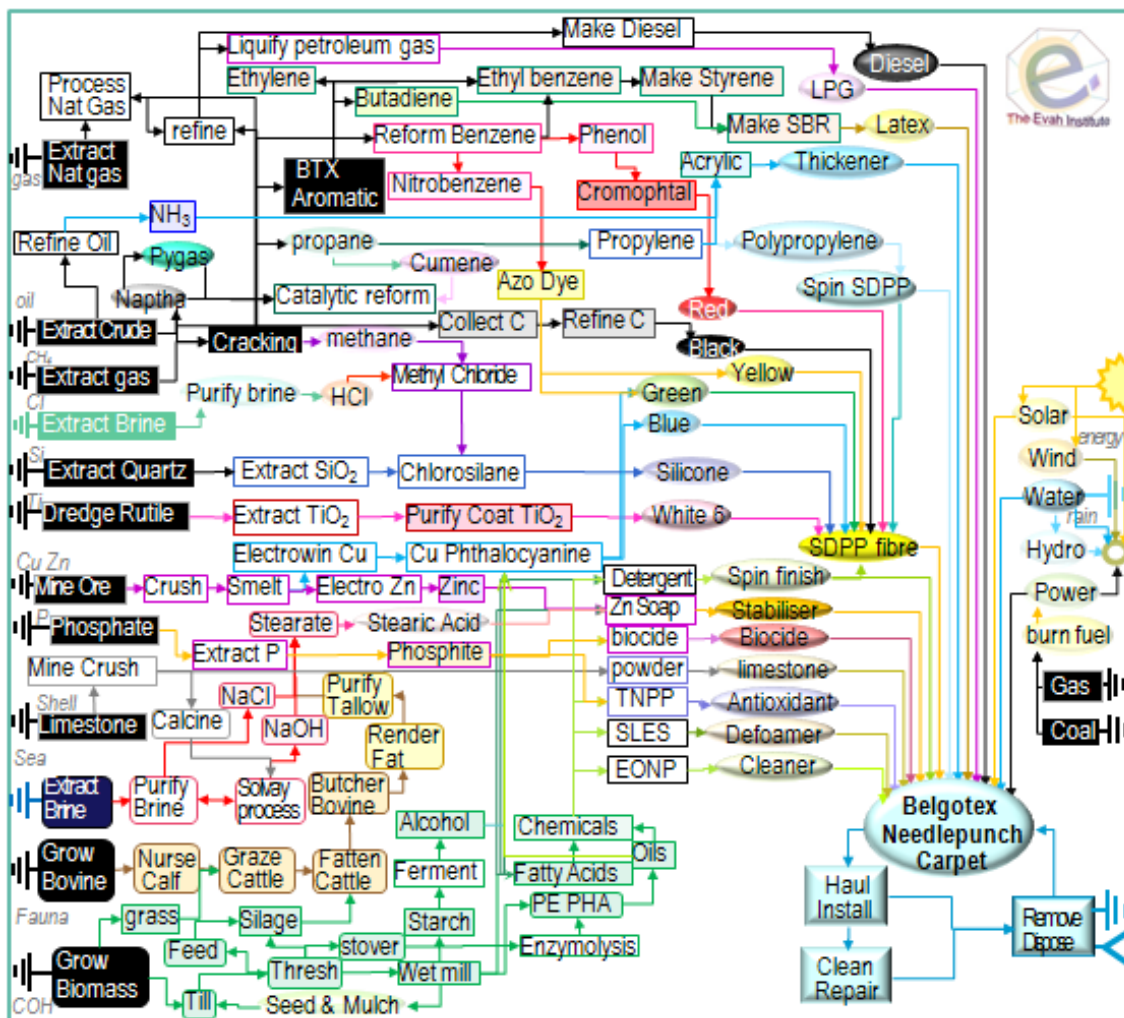 Make Diesel
Liquify petroleum gas
Diesel
The Evah Institute
Process
Nat Gas
Ethylene
Ethyl benzene
Make Styrene
LPG
Butadiene
refine
Reform Benzene
Phenol
Make SBR
Latex
Extract
Nat gas
gas
BTX
Aromatic
Nitrobenzene
Cromophtal
Acrylic
Thickener
NH₃
Refine Oil
propane
Propylene
Polypropylene
Pygas
Cumene
Azo Dye
Spin SDPP
oil
Naptha
Catalytic reform
Red
Extract Crude
Cracking
methane
Collect C
Refine C
Black
CH₄
Extract gas
Purify brine
HCl
Methyl Chloride
Yellow
Green
Cl
Extract Brine
Blue
Solar
energy
Si
Extract Quartz
Extract SiO₂
Chlorosilane
Silicone
Wind
Ti
Dredge Rutile
Extract TiO₂
Purify Coat TiO₂
White 6
Water
rain
Electrowin Cu
Cu Phthalocyanine
SDPP fibre
Hydro
Cu Zn
Mine Ore
Crush
Smelt
Electro Zn
Zinc
Detergent
Spin finish
Power
P
Phosphate
Stearate
Stearic Acid
Zn Soap
Stabiliser
burn fuel
Extract P
Phosphite
biocide
Biocide
Mine Crush
powder
limestone
Gas
Shell
Limestone
Calcine
NaCl
Purify
Tallow
TNPP
Antioxidant
Coal
NaOH
Render
Fat
SLES
Defoamer
Sea
Extract
Brine
Purify
Brine
Solvay
process
Butcher
Bovine
EONP
Cleaner
Belgotex
Needlepunch
Carpet
Alcohol
Chemicals
Oils
Grow
Bovine
Nurse
Calf
Graze
Cattle
Fatten
Cattle
Ferment
Fatty Acids
Haul
Install
Fauna
grass
Silage
Starch
PE PHA
Remove
Dispose
Feed
stover
Enzymolysis
Grow
Biomass
Thresh
Wet mill
Clean
Repair
COH
Till
Seed & Mulch